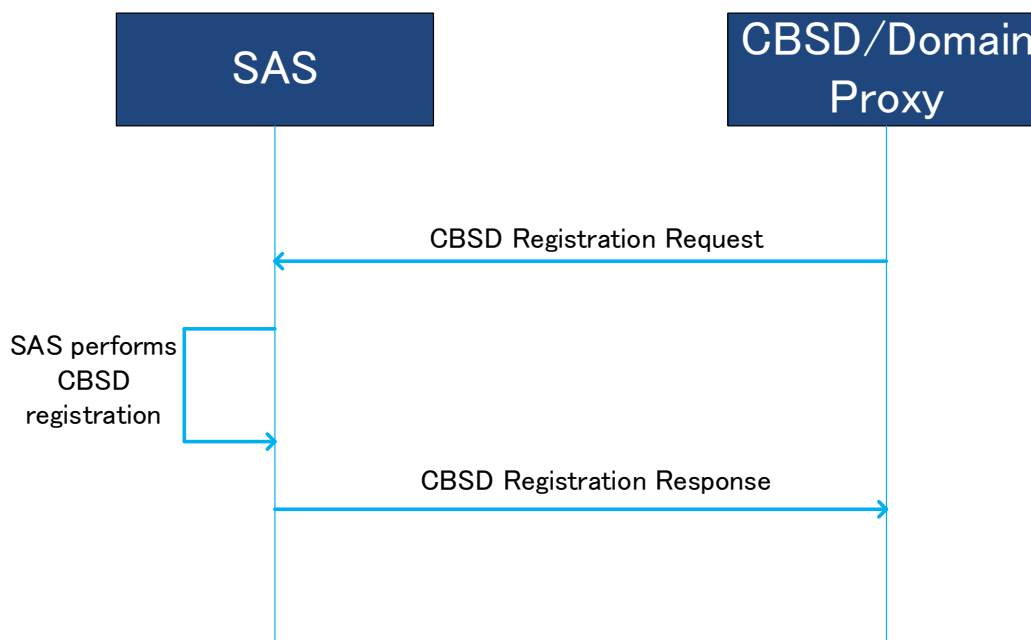 SAS
CBSD/Domain
Proxy
CBSD Registration Request
SAS performs
CBSD
registration
CBSD Registration Response